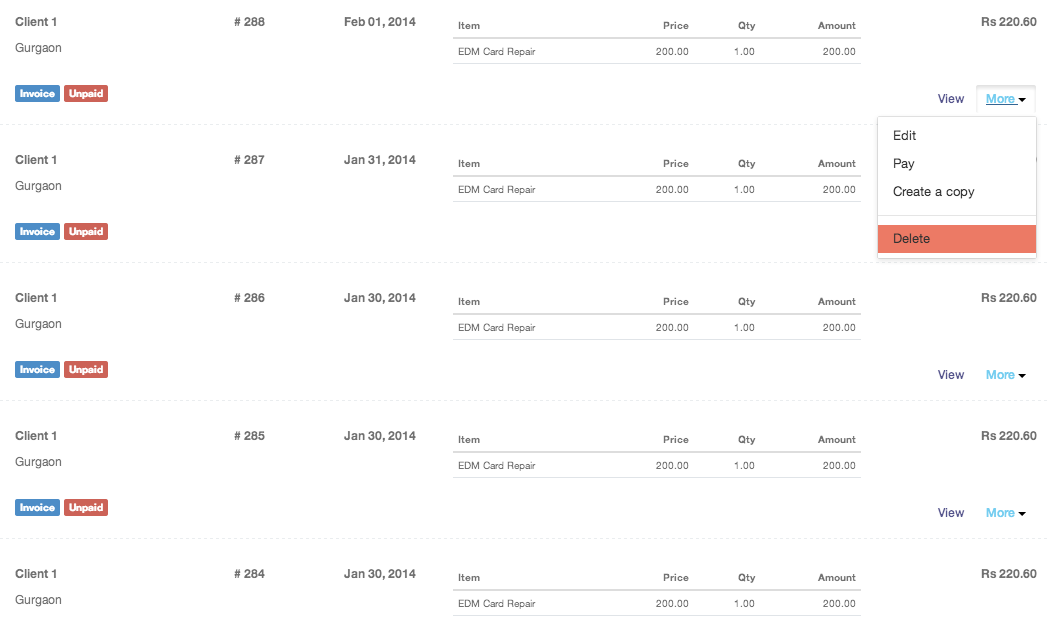 Client 1 # 288 Feb 01, 2014 Item Price Qty Amount Rs 220.60
Gurgaon EDM Card Repair 200.00 1.00 200.00
Invoice Unpaid View More
Edit
Client 1 # 287 Jan 31, 2014 Item Price Qty Amount Pay
Gurgaon EDM Card Repair 200.00 1.00 200.00 Create a copy
Invoice Unpaid Delete
Client 1 # 286 Jan 30, 2014 Item Price Qty Amount Rs 220.60
Gurgaon EDM Card Repair 200.00 1.00 200.00
Invoice Unpaid View More
Client 1 # 285 Jan 30, 2014 Item Price Qty Amount Rs 220.60
Gurgaon EDM Card Repair 200.00 1.00 200.00
Invoice Unpaid View More
Client 1 # 284 Jan 30, 2014 Item Price Qty Amount Rs 220.60
Gurgaon EDM Card Repair 200.00 1.00 200.00